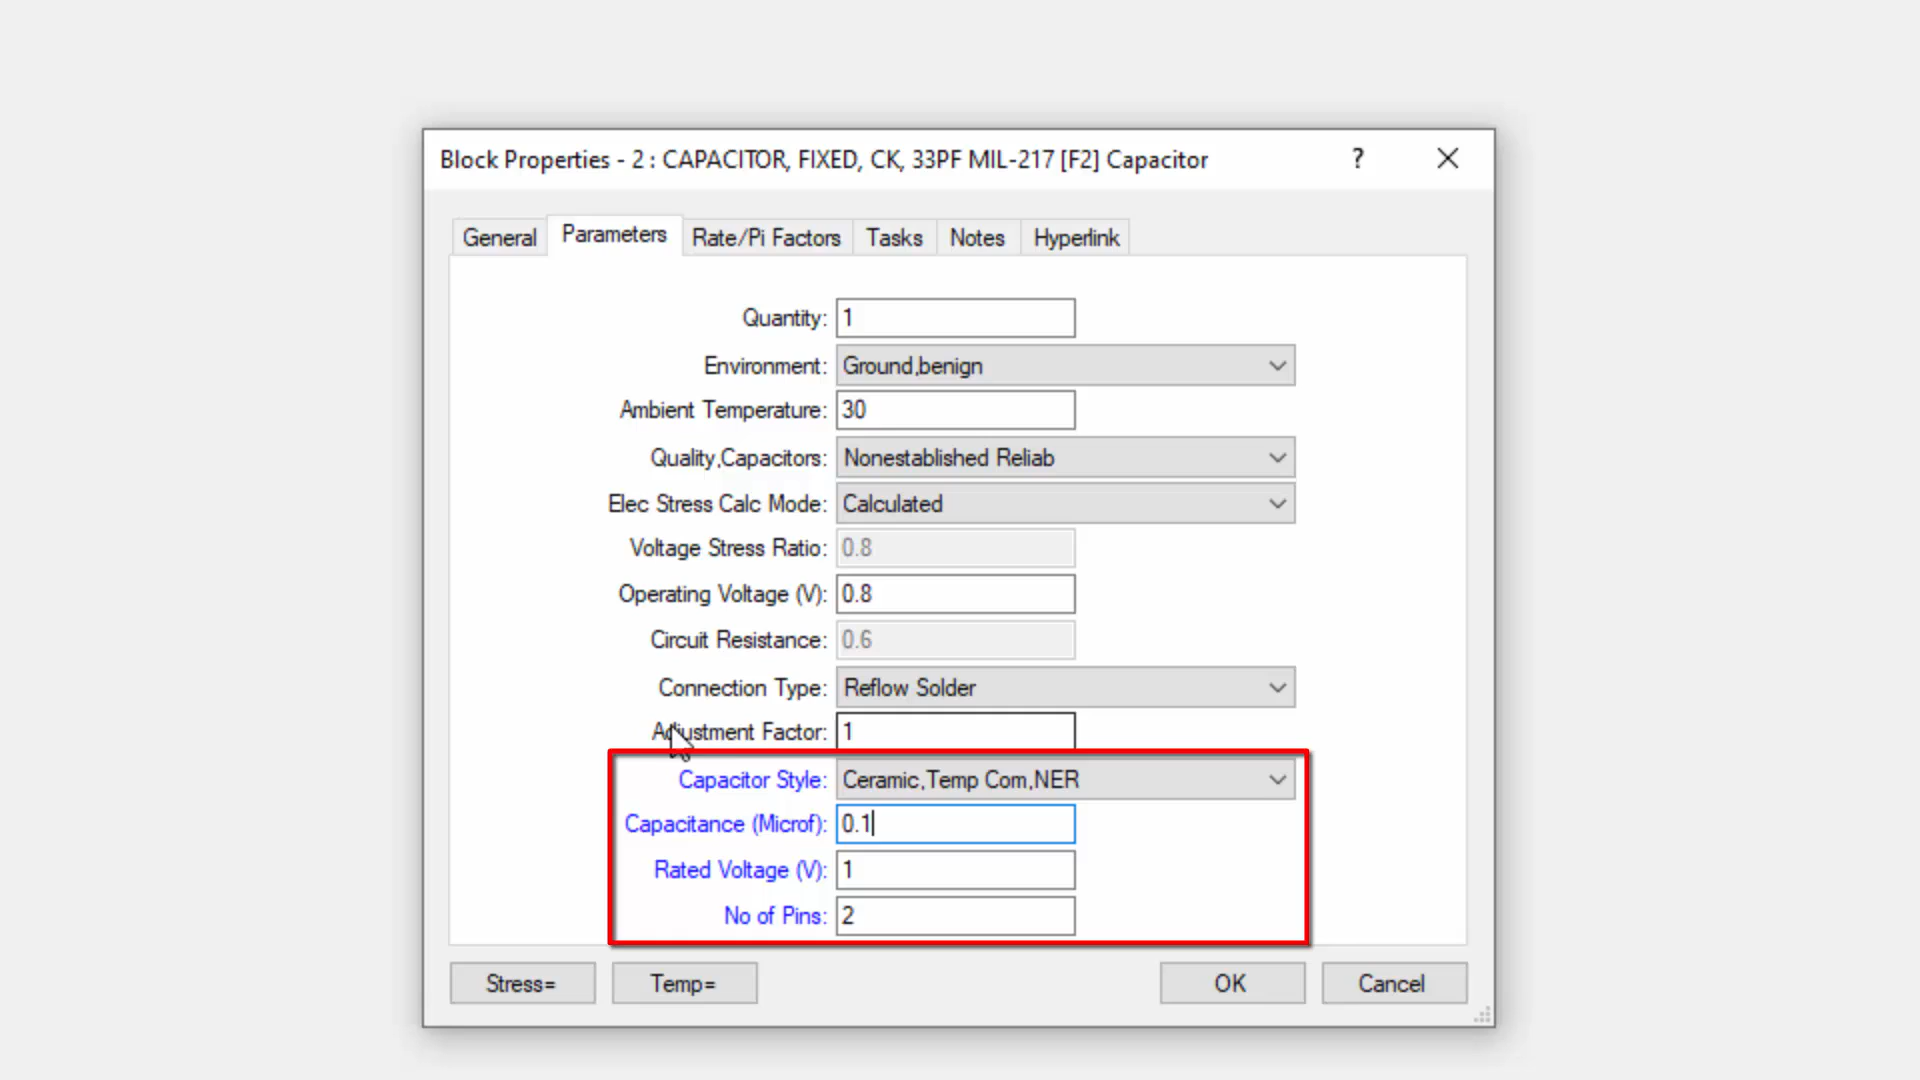 Block Properties - 2 : CAPACITOR, FIXED, CK, 33PF MIL-217 [F2] Capacitor ?
General Parameters Rate/Pi Factors Tasks Notes Hyperlink
Quantity: 1
Environment: Ground,benign
Ambient Temperature: 30
Quality,Capacitors: Nonestablished Reliab
Elec Stress Calc Mode: Calculated
Voltage Stress Ratio: 0.8
Operating Voltage (V): 0.8
Circuit Resistance: 0.6
Connection Type: Reflow Solder
Adjustment Factor: 1
Capacitor Style: Ceramic,Temp Com,NER
Capacitance (Microf): 0.1
Rated Voltage (V): 1
No of Pins: 2
Stress= Temp= OK Cancel